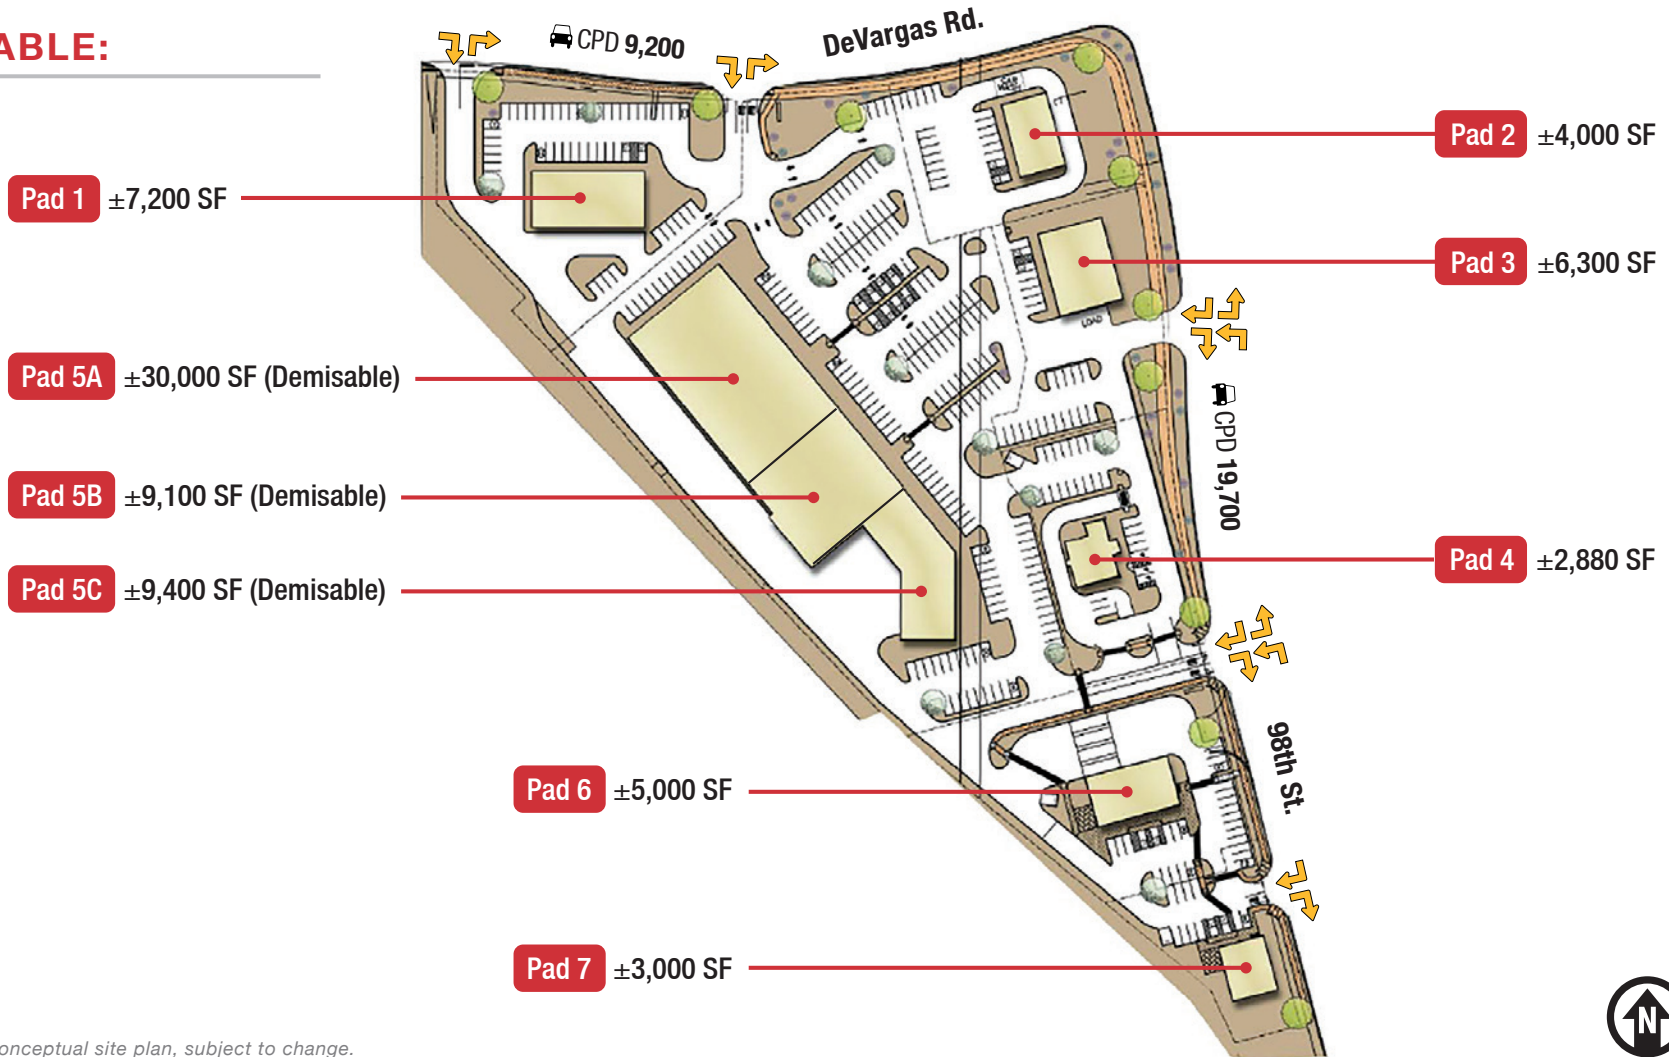 ABLE:
CPD 9,200
DeVargas Rd.
CAR
WASH
Pad 2 ±4,000 SF
Pad 1 ±7,200 SF
Pad 3 ±6,300 SF
LOAD
Pad 5A ±30,000 SF (Demisable)
CPD 19,700
Pad 5B ±9,100 SF (Demisable)
Pad 4 ±2,880 SF
Pad 5C ±9,400 SF (Demisable)
98th St.
Pad 6 ±5,000 SF
Pad 7 ±3,000 SF
N
onceptual site plan, subject to change.